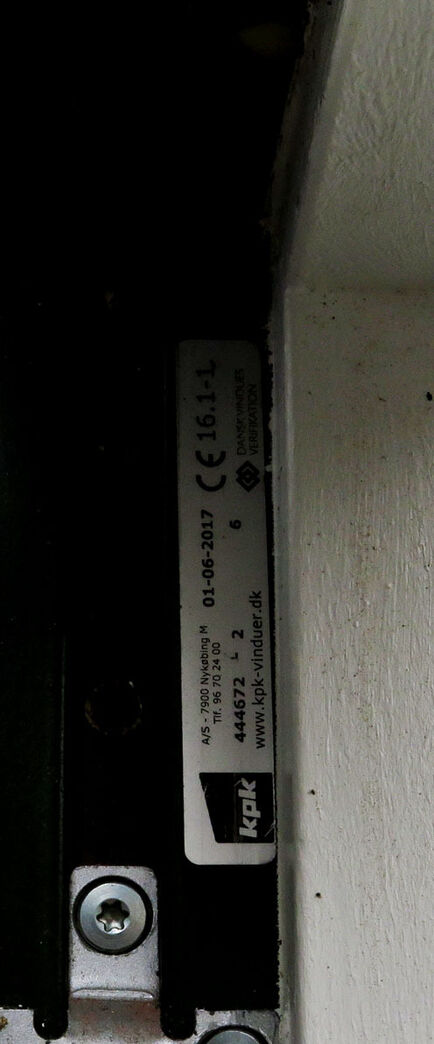 kpk
A/S - 7900 Nykøbing M
Tlf. 96 70 24 00
01-06-2017
CE 16.1-1
444672 - 2
6
DANSK VINDUES
VERIFIKATION
www.kpk-vinduer.dk